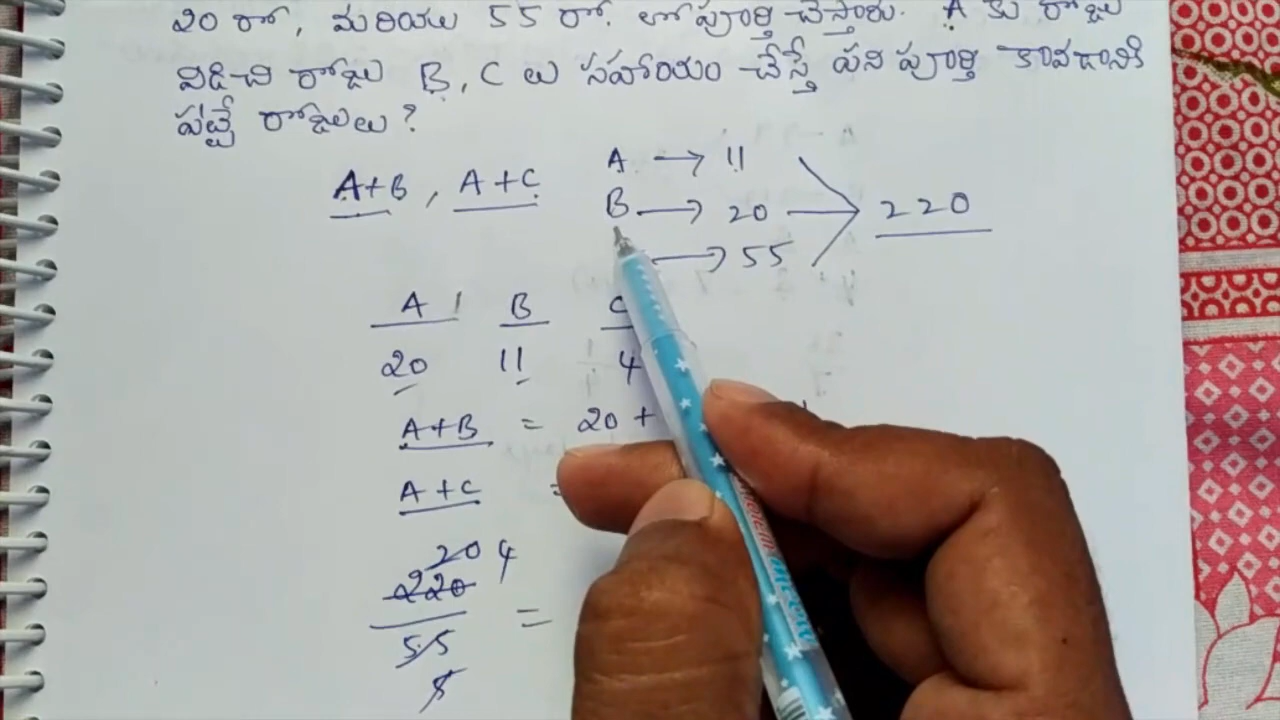 20 రో, మరియు 55 రో. లో పూర్తి చేస్తారు. A కు రోజు
విడిచి రోజు B, C లు సహాయం చేస్తే పని పూర్తి కావడానికి
పట్టే రోజులు?
A+B, A+C
A → 11
B → 20
→ 55
220
A B C
20 11 4
A+B = 20 +
A+C =
20 4
220
55 =
5